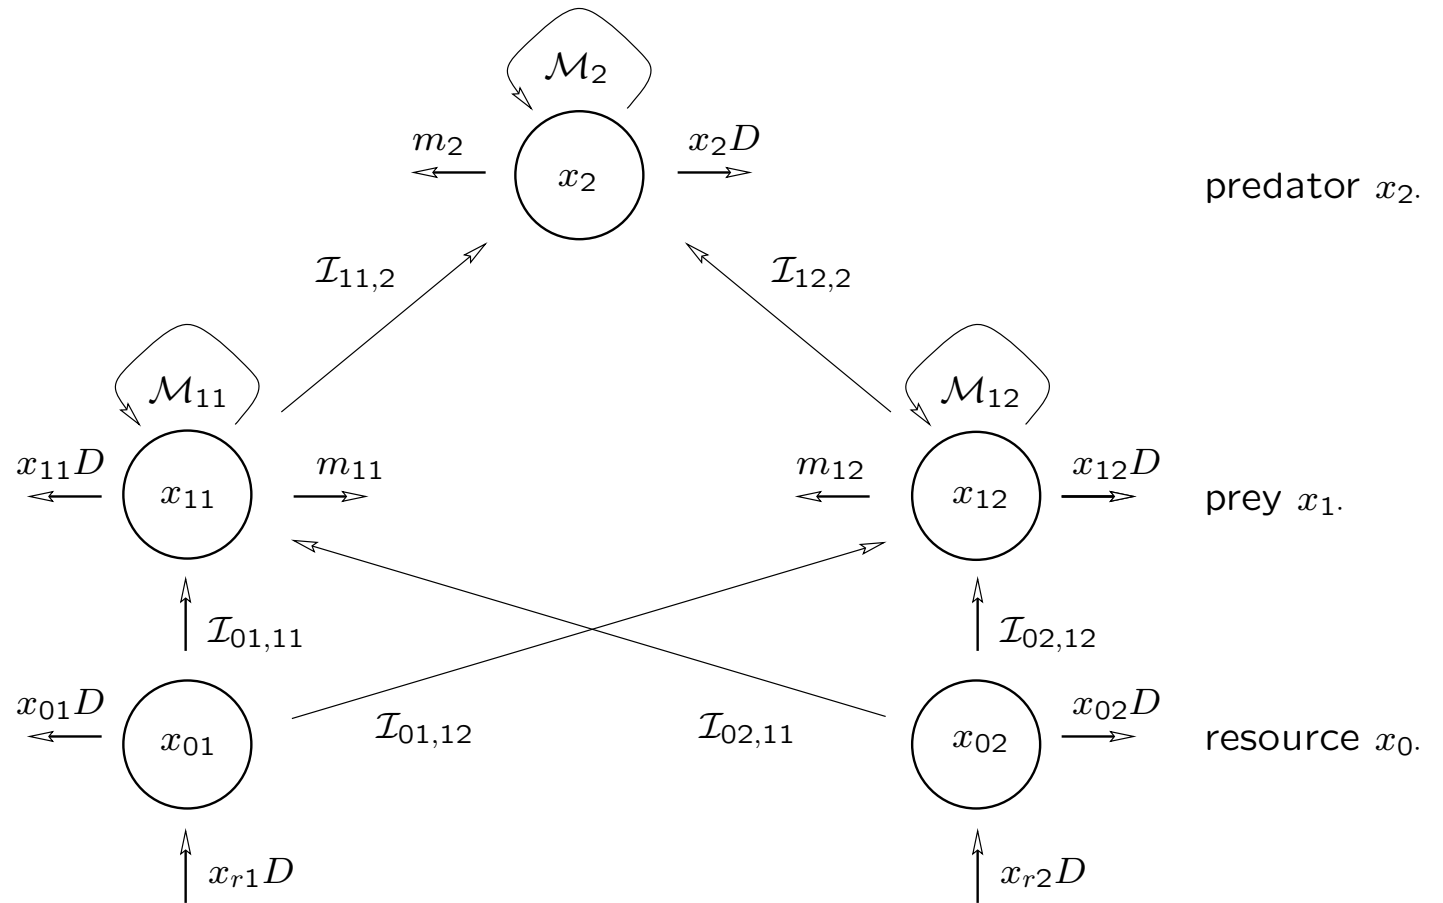 ℳ₂
m₂
x₂D
x₂
predator x₂.
ℐ₁₁,₂
ℐ₁₂,₂
ℳ₁₁
ℳ₁₂
x₁₁D
x₁₁
m₁₁
m₁₂
x₁₂
x₁₂D
prey x₁.
ℐ₀₁,₁₁
ℐ₀₂,₁₂
x₀₁D
x₀₁
ℐ₀₁,₁₂
ℐ₀₂,₁₁
x₀₂
x₀₂D
resource x₀.
xᵣ₁D
xᵣ₂D